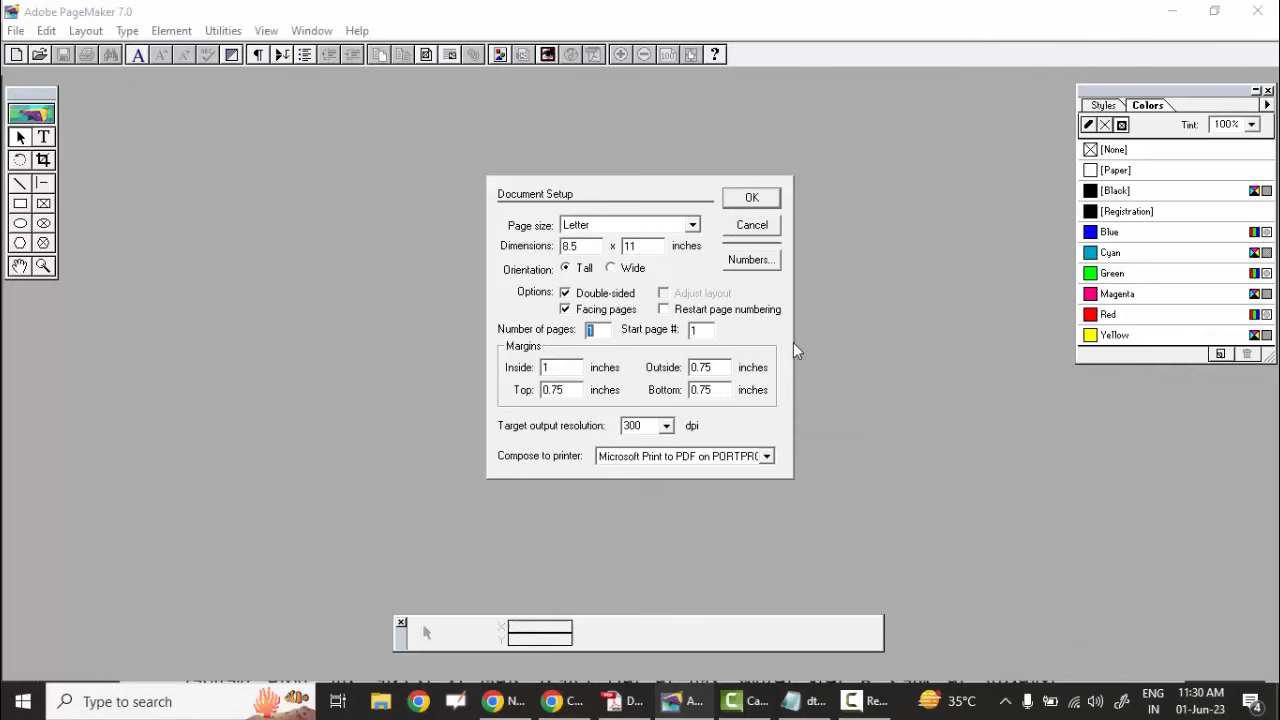 Adobe PageMaker 7.0
File Edit Layout Type Element Utilities View Window Help
Styles Colors
Tint: 100%
[None]
[Paper]
[Black]
[Registration]
Blue
Cyan
Green
Magenta
Red
Yellow
Document Setup OK
Page size: Letter Cancel
Dimensions: 8.5 x 11 inches
Numbers...
Orientation: Tall Wide
Options: Double-sided Adjust layout
Facing pages Restart page numbering
Number of pages: 1 Start page #: 1
Margins
Inside: 1 inches Outside: 0.75 inches
Top: 0.75 inches Bottom: 0.75 inches
Target output resolution: 300 dpi
Compose to printer: Microsoft Print to PDF on PORTPRO
X
Y
Type to search N... C... D... A... Ca... dt... Re... 35°C ENG 11:30 AM
IN 01-Jun-23 4